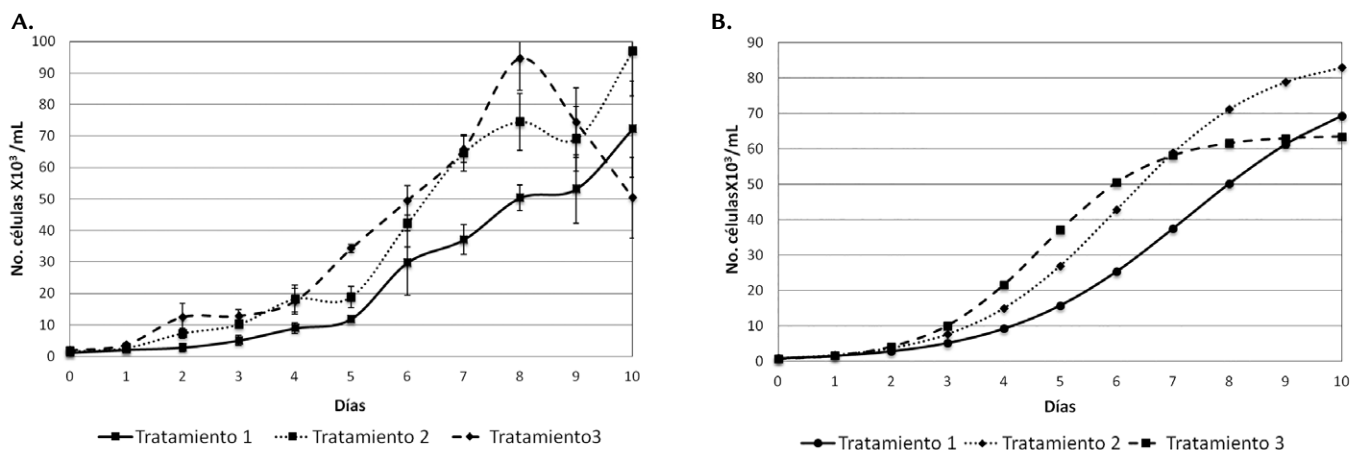 A.
100
90
80
70
60
50
40
30
20
10
0
No. células X10³/mL
0 1 2 3 4 5 6 7 8 9 10
Días
Tratamiento 1 Tratamiento 2 Tratamiento3
B.
90
80
70
60
50
40
30
20
10
0
No. célulasX10³/mL
0 1 2 3 4 5 6 7 8 9 10
Días
Tratamiento 1 Tratamiento 2 Tratamiento 3